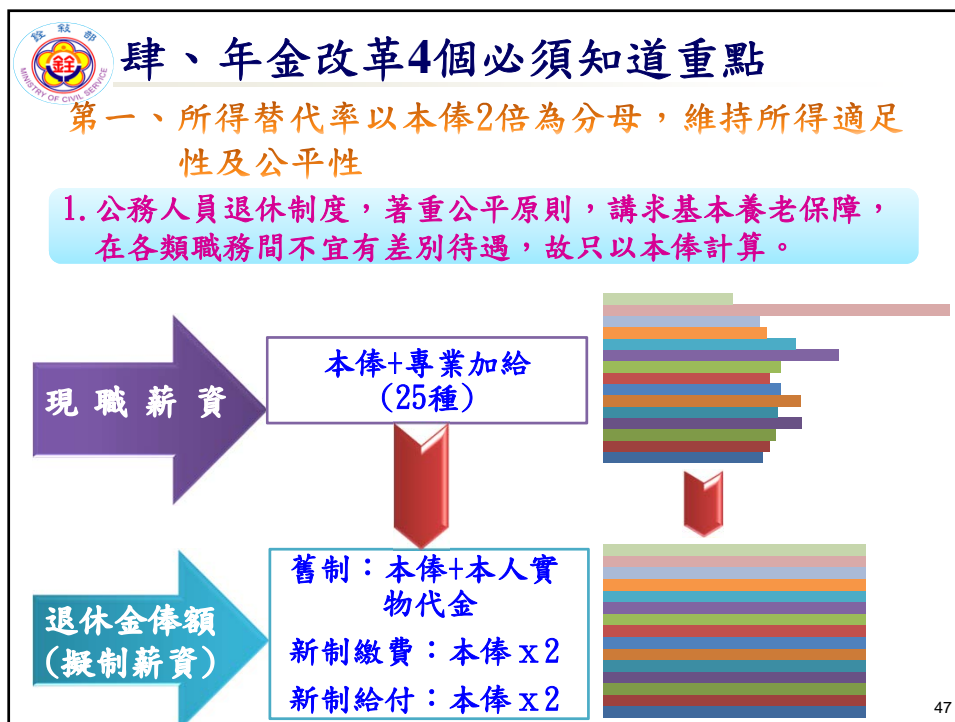 銓敘部
銓
MINISTRY OF CIVIL SERVICE
肆、年金改革4個必須知道重點
第一、所得替代率以本俸2倍為分母，維持所得適足
性及公平性
1.公務人員退休制度，著重公平原則，講求基本養老保障，
在各類職務間不宜有差別待遇，故只以本俸計算。
現職薪資
本俸+專業加給
(25種)
退休金俸額
(擬制薪資)
舊制：本俸+本人實
物代金
新制繳費：本俸x2
新制給付：本俸x2
47